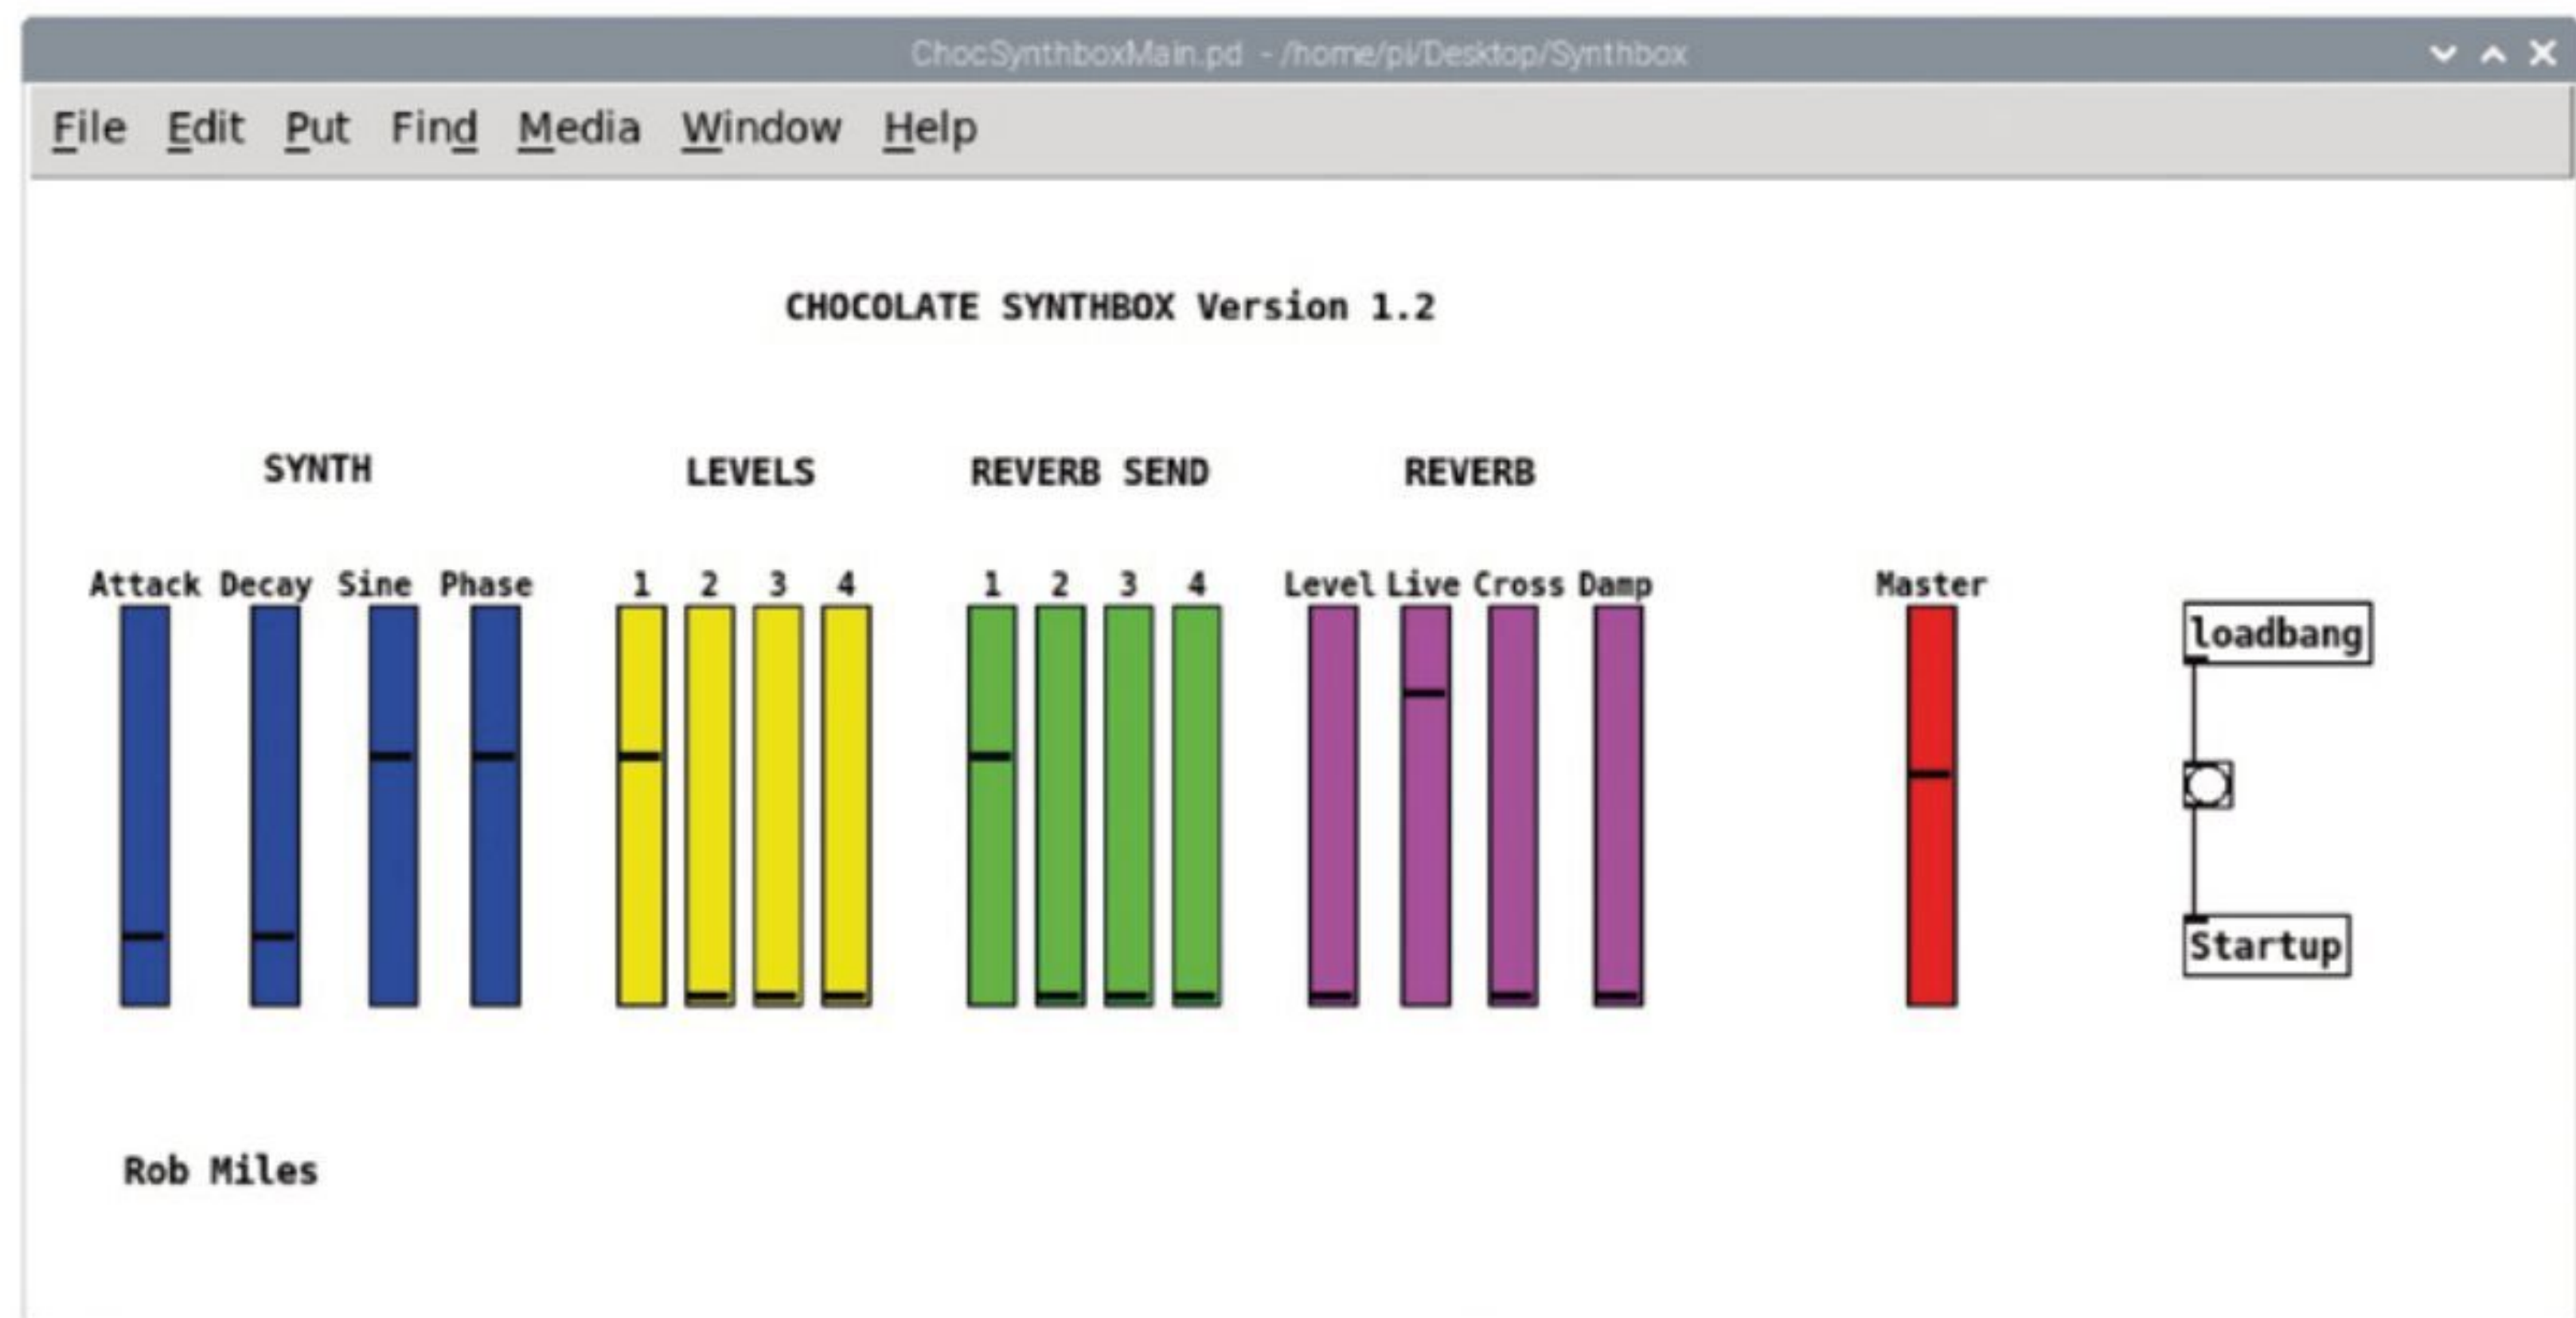 ChocSynthboxMain.pd - /home/pi/Desktop/Synthbox
File Edit Put Find Media Window Help
CHOCOLATE SYNTHBOX Version 1.2
SYNTH LEVELS REVERB SEND REVERB
Attack Decay Sine Phase 1 2 3 4 1 2 3 4 Level Live Cross Damp Master
loadbang
Startup
Rob Miles